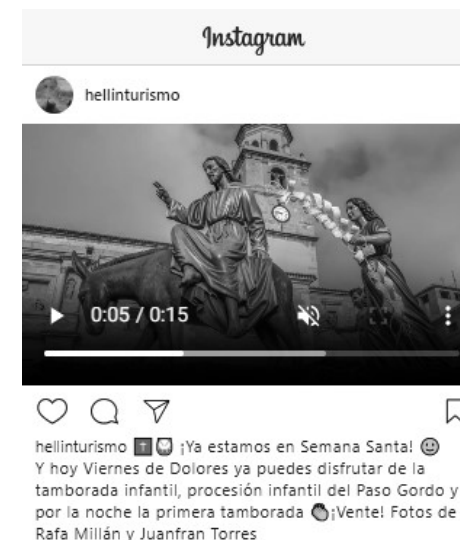 Instagram
hellinturismo
0:05 / 0:15
hellinturismo ✝️🥁 ¡Ya estamos en Semana Santa! 🙂
Y hoy Viernes de Dolores ya puedes disfrutar de la
tamborada infantil, procesión infantil del Paso Gordo y
por la noche la primera tamborada 👏¡Vente! Fotos de
Rafa Millán y Juanfran Torres